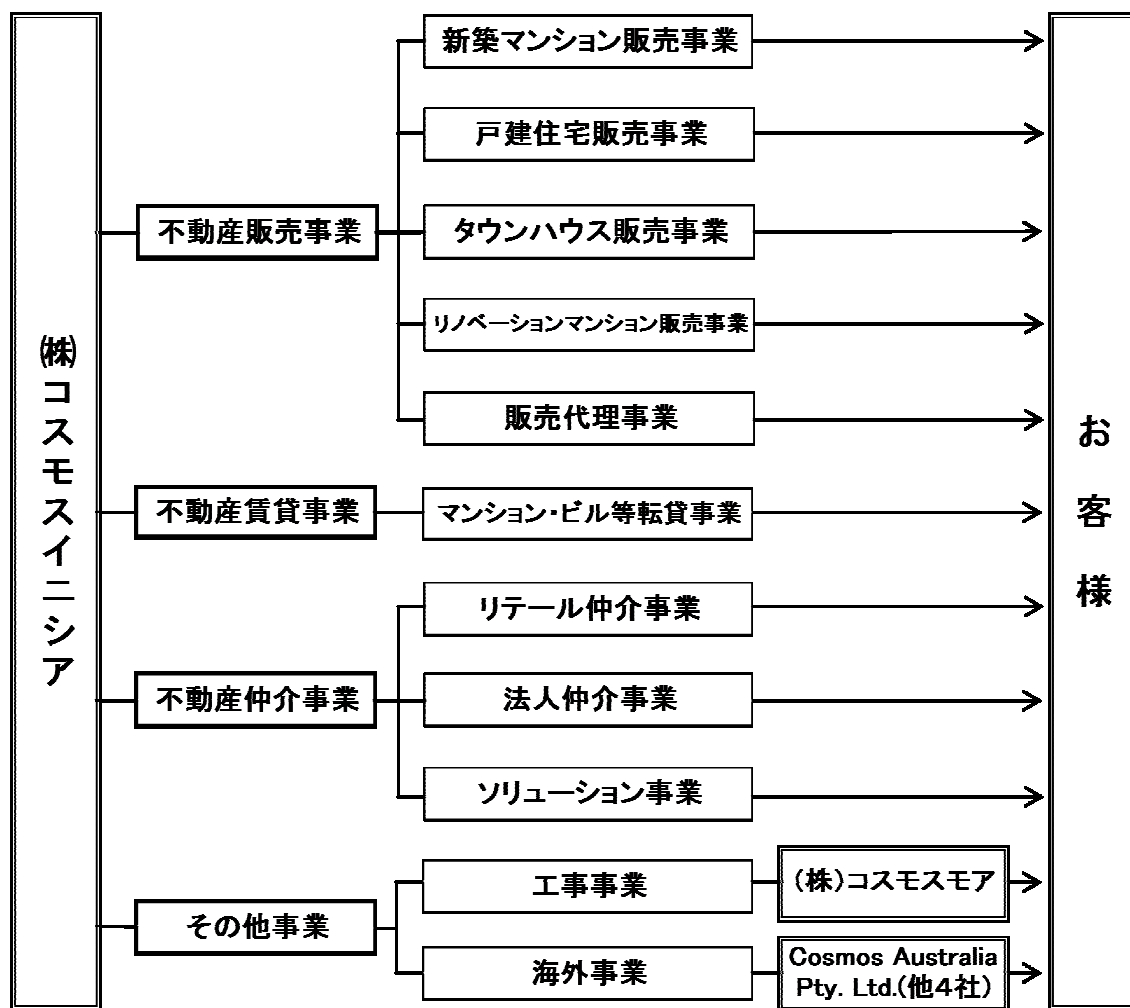 ㈱コスモスイニシア
不動産販売事業
新築マンション販売事業
戸建住宅販売事業
タウンハウス販売事業
リノベーションマンション販売事業
販売代理事業
不動産賃貸事業
マンション・ビル等転貸事業
不動産仲介事業
リテール仲介事業
法人仲介事業
ソリューション事業
その他事業
工事事業
(株)コスモスモア
海外事業
Cosmos Australia
Pty. Ltd.(他4社)
お客様